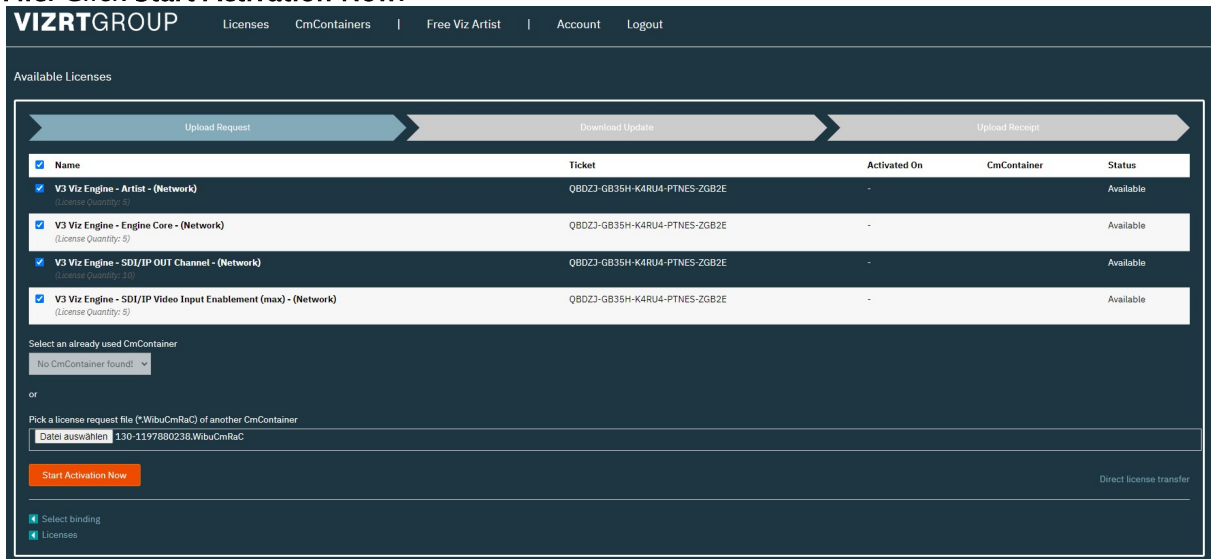 Hier Click Start Activation Now.
VIZRTGROUP Licenses CmContainers | Free Viz Artist | Account Logout
Available Licenses
Upload Request Download Update Upload Receipt
Name Ticket Activated On CmContainer Status
V3 Viz Engine - Artist - (Network) QBDZJ-GB35H-K4RU4-PTNES-ZGB2E - Available
(License Quantity: 5)
V3 Viz Engine - Engine Core - (Network) QBDZJ-GB35H-K4RU4-PTNES-ZGB2E - Available
(License Quantity: 5)
V3 Viz Engine - SDI/IP OUT Channel - (Network) QBDZJ-GB35H-K4RU4-PTNES-ZGB2E - Available
(License Quantity: 10)
V3 Viz Engine - SDI/IP Video Input Enablement (max) - (Network) QBDZJ-GB35H-K4RU4-PTNES-ZGB2E - Available
(License Quantity: 5)
Select an already used CmContainer
No CmContainer found!
or
Pick a license request file (*.WibuCmRaC) of another CmContainer
Datei auswählen 130-1197880238.WibuCmRaC
Start Activation Now Direct license transfer
Select binding
Licenses